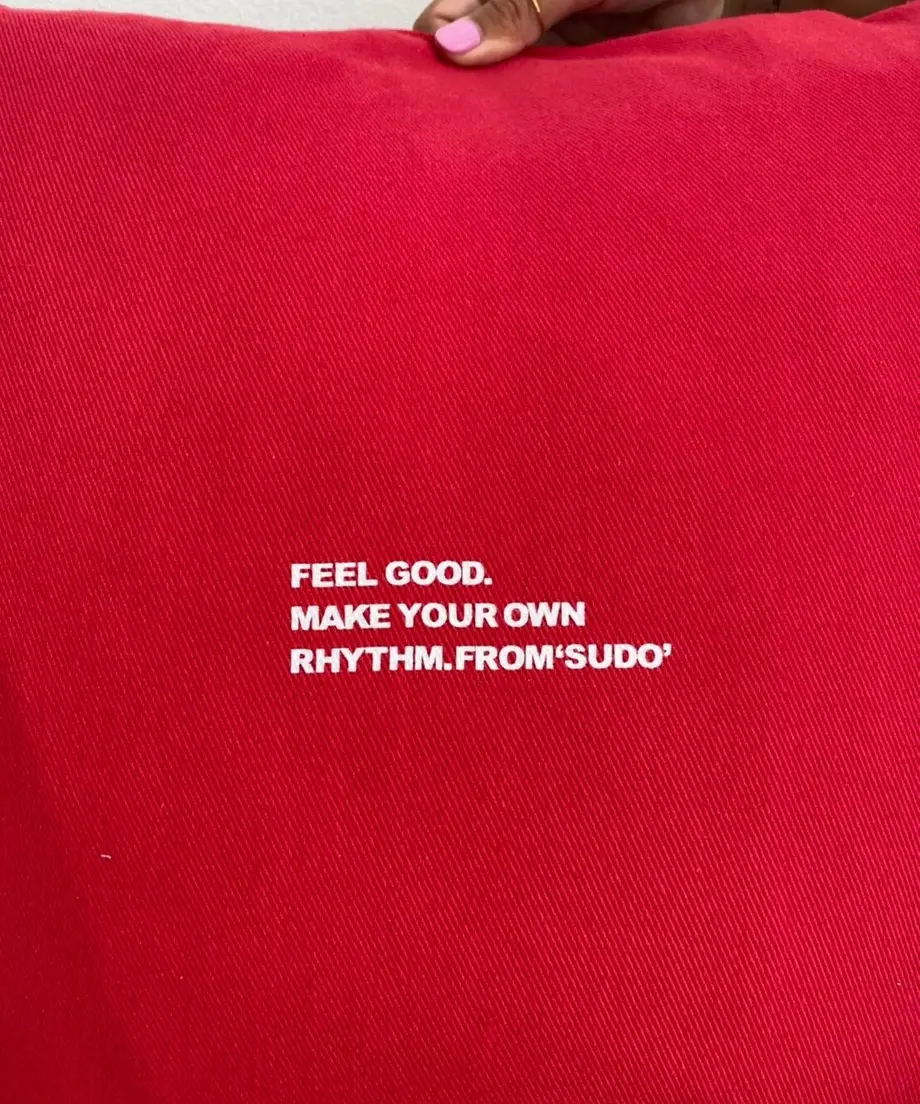 FEEL GOOD.
MAKE YOUR OWN
RHYTHM.FROM‘SUDO’